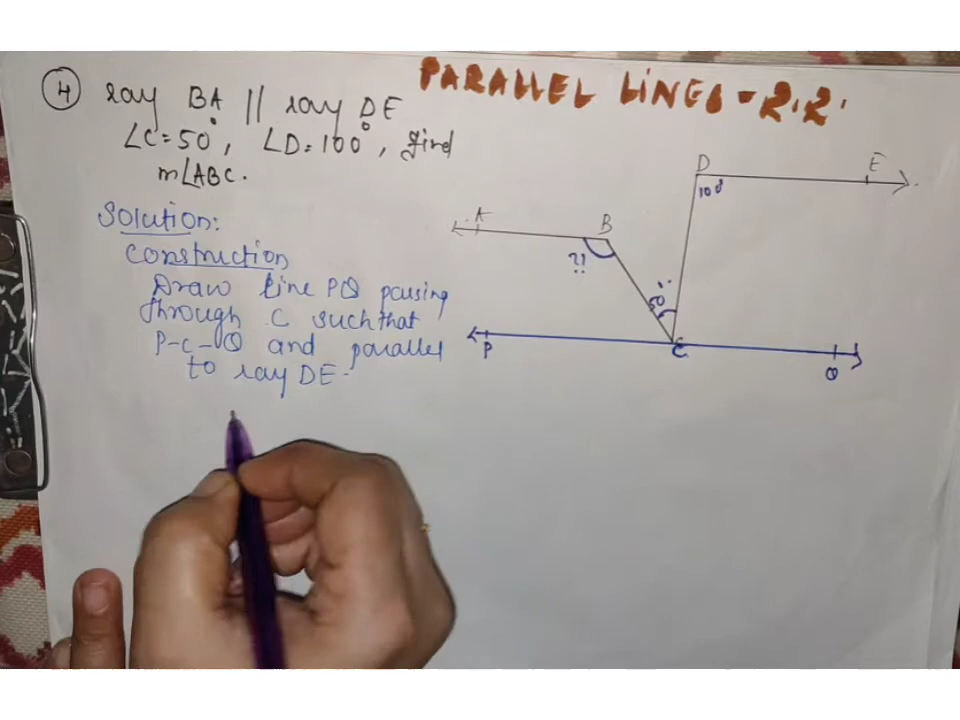 PARALLEL LINES - 2.2.
4 ray BA || ray DE
∠C=50°, ∠D=100°, find
m∠ABC.
Solution:
Construction
Draw line PQ passing
through C such that
P-C-Q and parallel
to ray DE.
D E
100°
A B
?!
P C Q